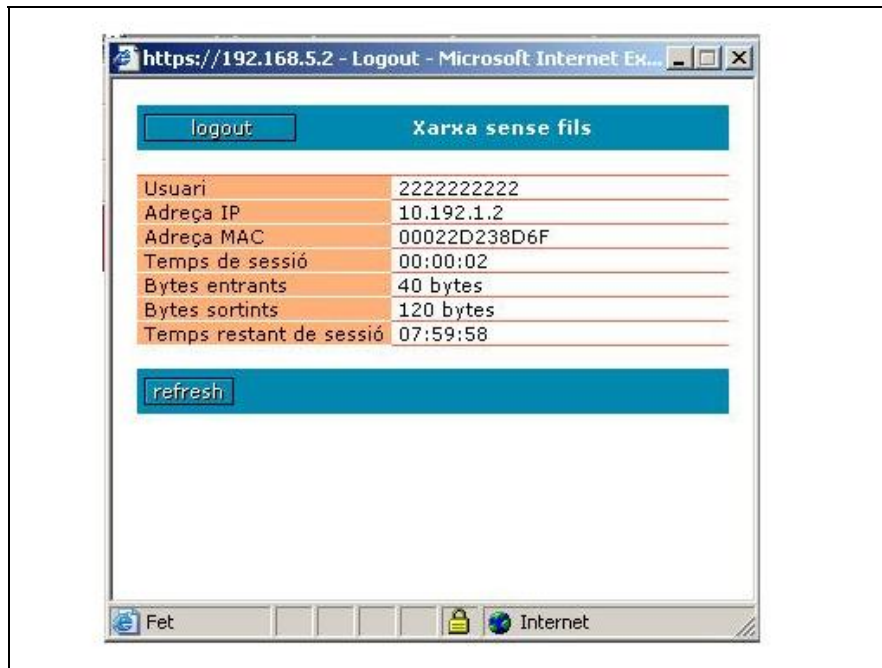 https://192.168.5.2 - Logout - Microsoft Internet Ex...
logout Xarxa sense fils
Usuari 2222222222
Adreça IP 10.192.1.2
Adreça MAC 00022D238D6F
Temps de sessió 00:00:02
Bytes entrants 40 bytes
Bytes sortints 120 bytes
Temps restant de sessió 07:59:58
refresh
Fet Internet